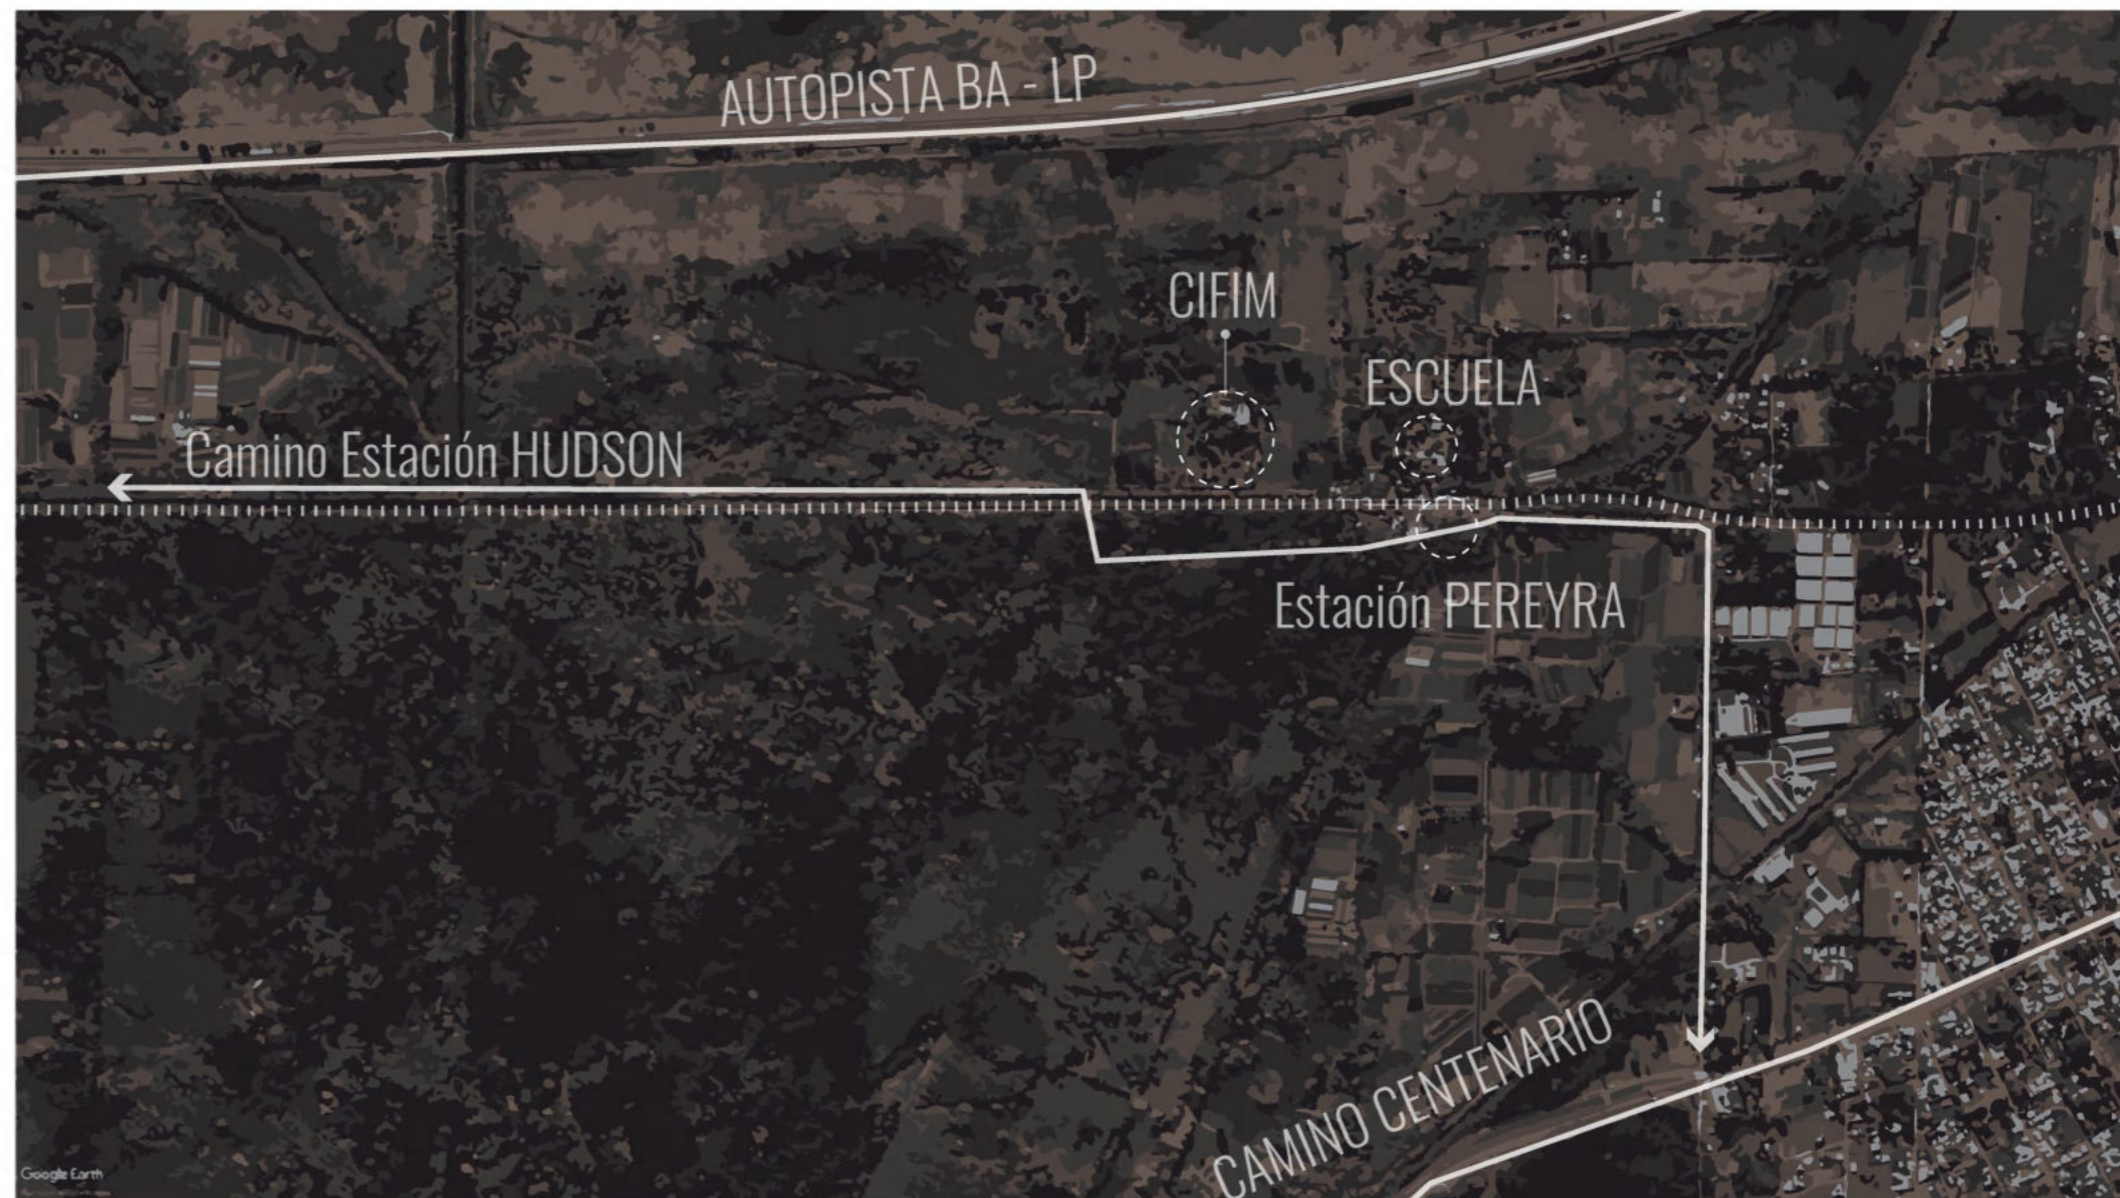 AUTOPISTA BA - LP
CIFIM
ESCUELA
Camino Estación HUDSON
Estación PEREYRA
CAMINO CENTENARIO
Google Earth